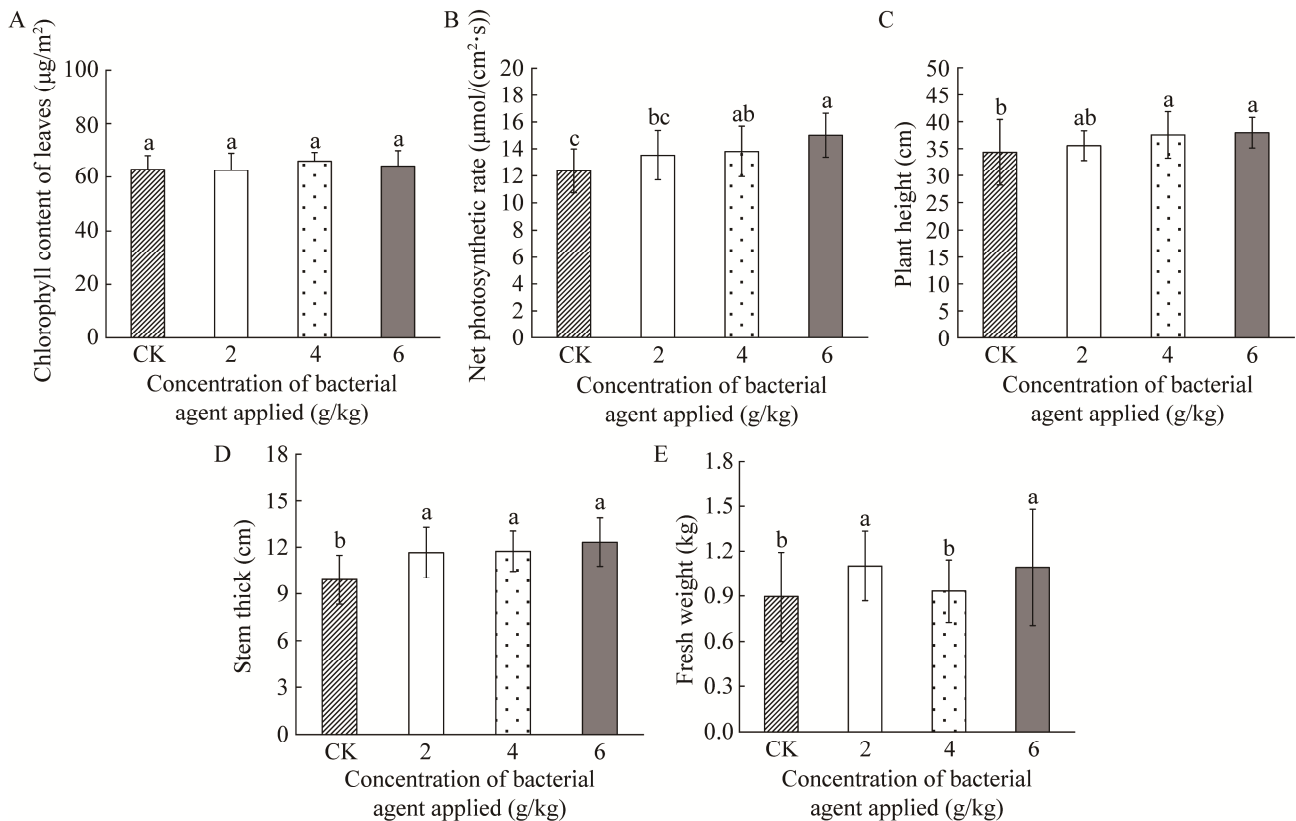 A
Chlorophyll content of leaves (μg/m²)
100
80
60
40
20
0
a
a
a
a
CK
2
4
6
Concentration of bacterial
agent applied (g/kg)
B
Net photosynthetic rate (μmol/(cm²·s))
20
18
16
14
12
10
8
6
4
2
0
c
bc
ab
a
CK
2
4
6
Concentration of bacterial
agent applied (g/kg)
C
Plant height (cm)
50
45
40
35
30
25
20
15
10
5
0
b
ab
a
a
CK
2
4
6
Concentration of bacterial
agent applied (g/kg)
D
Stem thick (cm)
18
15
12
9
6
3
0
b
a
a
a
CK
2
4
6
Concentration of bacterial
agent applied (g/kg)
E
Fresh weight (kg)
1.8
1.5
1.2
0.9
0.6
0.3
0.0
b
a
b
a
CK
2
4
6
Concentration of bacterial
agent applied (g/kg)